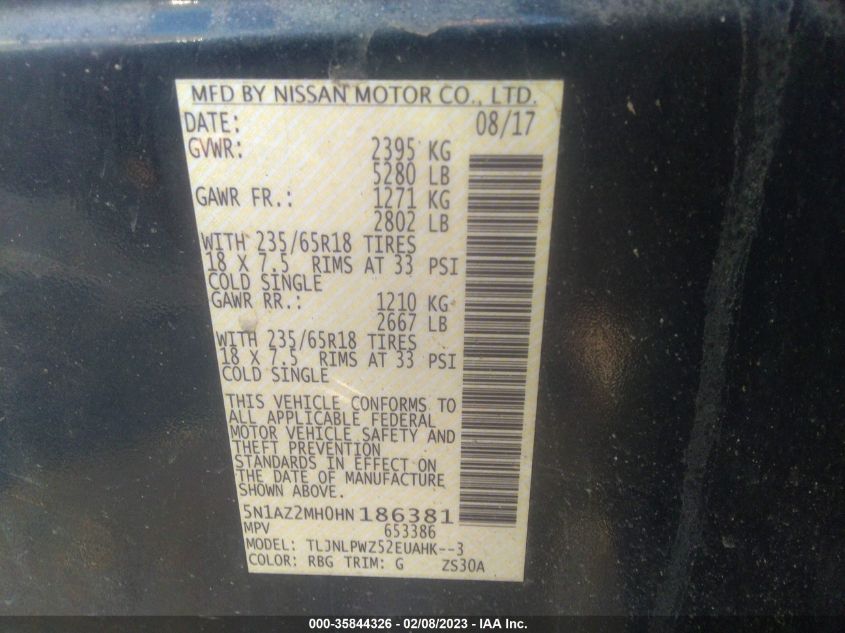 MFD BY NISSAN MOTOR CO., LTD.
DATE: 08/17
GVWR: 2395 KG
5280 LB
GAWR FR.: 1271 KG
2802 LB
WITH 235/65R18 TIRES
18 X 7.5 RIMS AT 33 PSI
COLD SINGLE
GAWR RR.: 1210 KG
2667 LB
WITH 235/65R18 TIRES
18 X 7.5 RIMS AT 33 PSI
COLD SINGLE
THIS VEHICLE CONFORMS TO
ALL APPLICABLE FEDERAL
MOTOR VEHICLE SAFETY AND
THEFT PREVENTION
STANDARDS IN EFFECT ON
THE DATE OF MANUFACTURE
SHOWN ABOVE.
5N1AZ2MH0HN186381
MPV 653386
MODEL: TLJNLPWZ52EUAHK--3
COLOR: RBG TRIM: G ZS30A
000-35844326 - 02/08/2023 - IAA Inc.